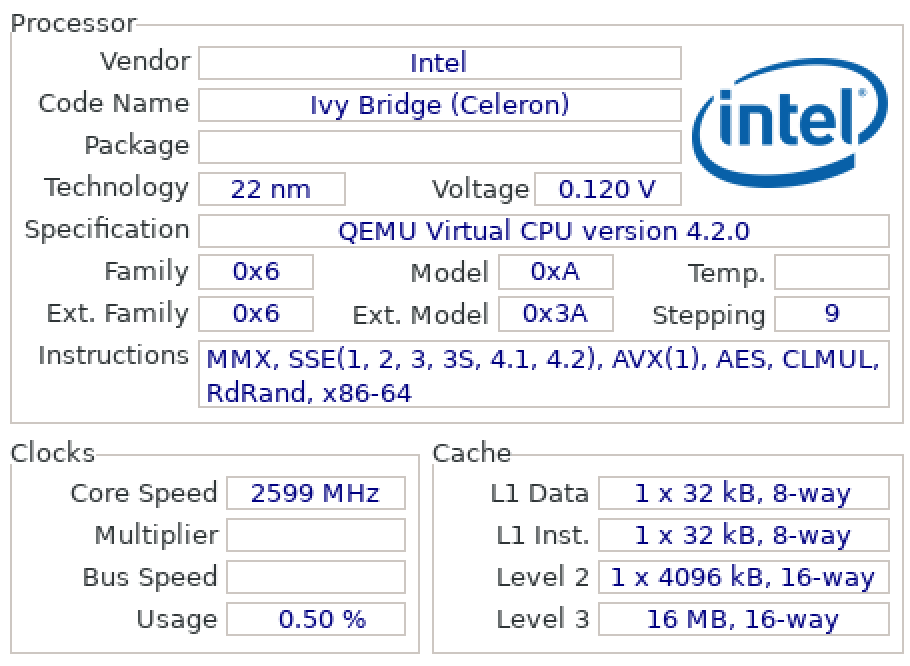 Processor
Vendor Intel
Code Name Ivy Bridge (Celeron)
intel®
Package
Technology 22 nm Voltage 0.120 V
Specification QEMU Virtual CPU version 4.2.0
Family 0x6 Model 0xA Temp.
Ext. Family 0x6 Ext. Model 0x3A Stepping 9
Instructions MMX, SSE(1, 2, 3, 3S, 4.1, 4.2), AVX(1), AES, CLMUL,
RdRand, x86-64
Clocks
Core Speed 2599 MHz
Multiplier
Bus Speed
Usage 0.50 %
Cache
L1 Data 1 x 32 kB, 8-way
L1 Inst. 1 x 32 kB, 8-way
Level 2 1 x 4096 kB, 16-way
Level 3 16 MB, 16-way